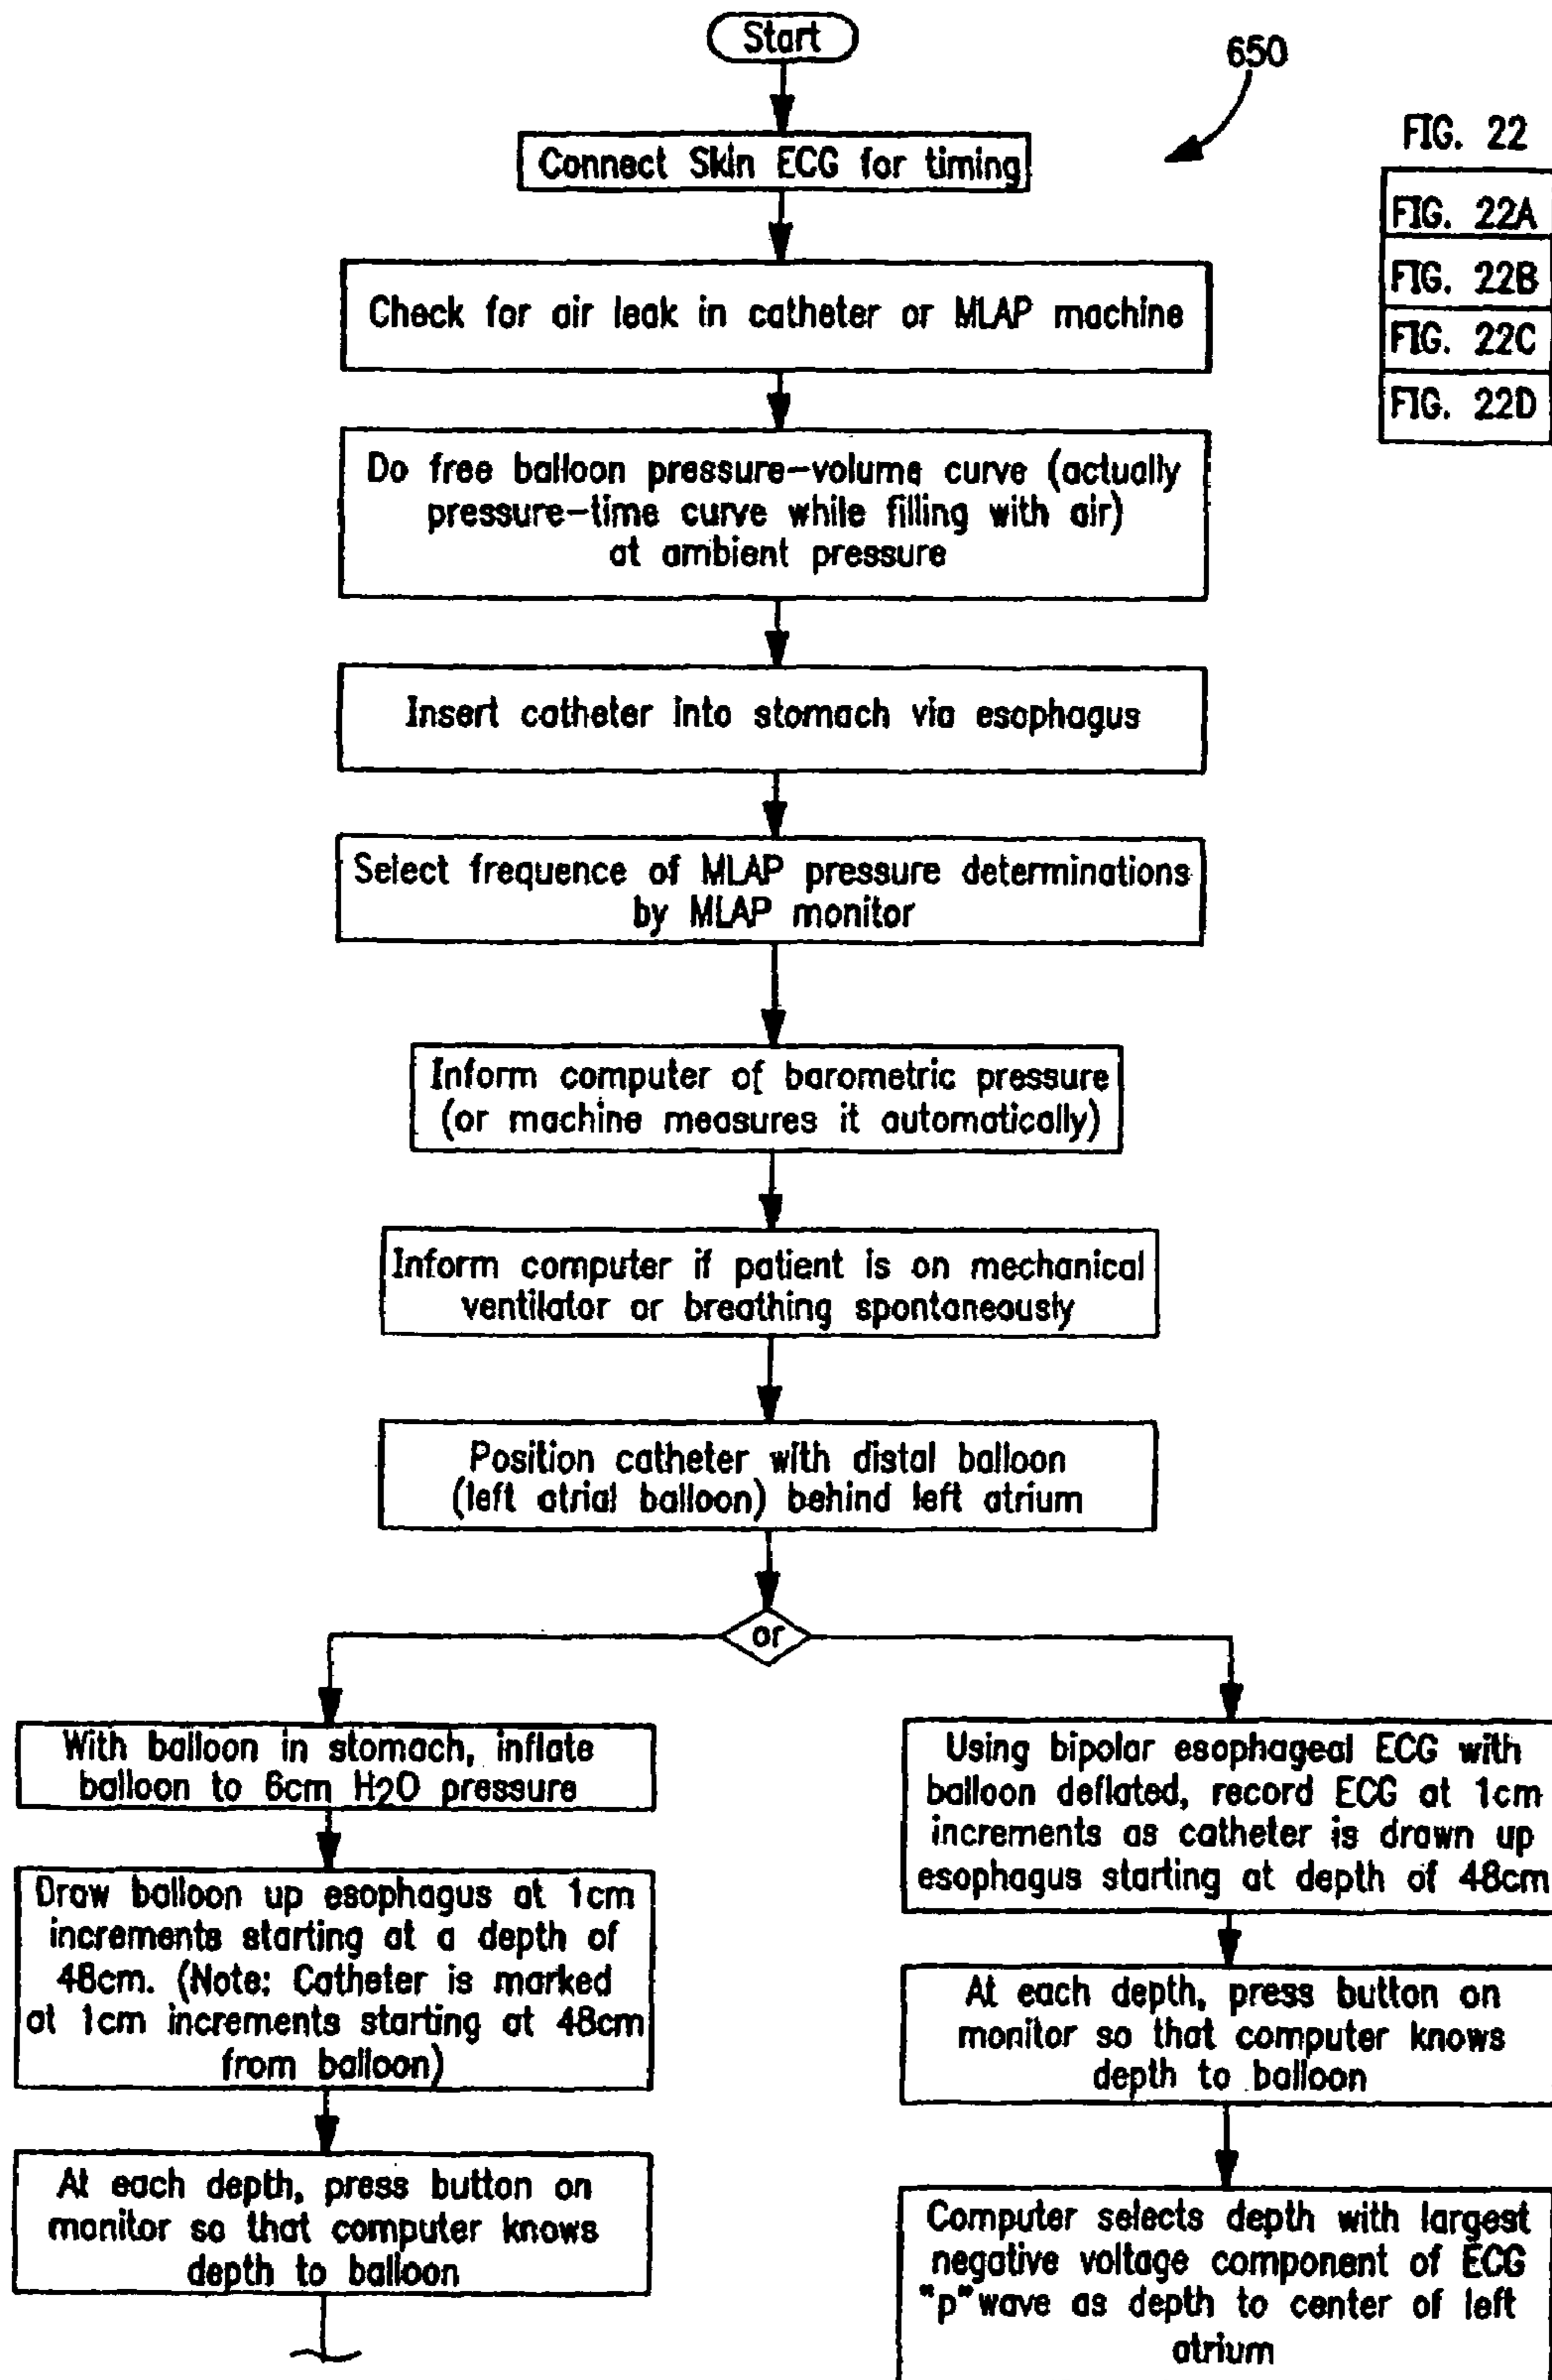 Start
650
FIG. 22
FIG. 22A
FIG. 22B
FIG. 22C
FIG. 22D
Connect Skin ECG for timing
Check for air leak in catheter or MLAP machine
Do free balloon pressure-volume curve (actually
pressure-time curve while filling with air)
at ambient pressure
Insert catheter into stomach via esophagus
Select frequence of MLAP pressure determinations
by MLAP monitor
Inform computer of barometric pressure
(or machine measures it automatically)
Inform computer if patient is on mechanical
ventilator or breathing spontaneously
Position catheter with distal balloon
(left atrial balloon) behind left atrium
or
With balloon in stomach, inflate
balloon to 6cm H2O pressure
Draw balloon up esophagus at 1cm
increments starting at a depth of
48cm. (Note: Catheter is marked
at 1cm increments starting at 48cm
from balloon)
At each depth, press button on
monitor so that computer knows
depth to balloon
Using bipolar esophageal ECG with
balloon deflated, record ECG at 1cm
increments as catheter is drawn up
esophagus starting at depth of 48cm
At each depth, press button on
monitor so that computer knows
depth to balloon
Computer selects depth with largest
negative voltage component of ECG
"p" wave as depth to center of left
atrium